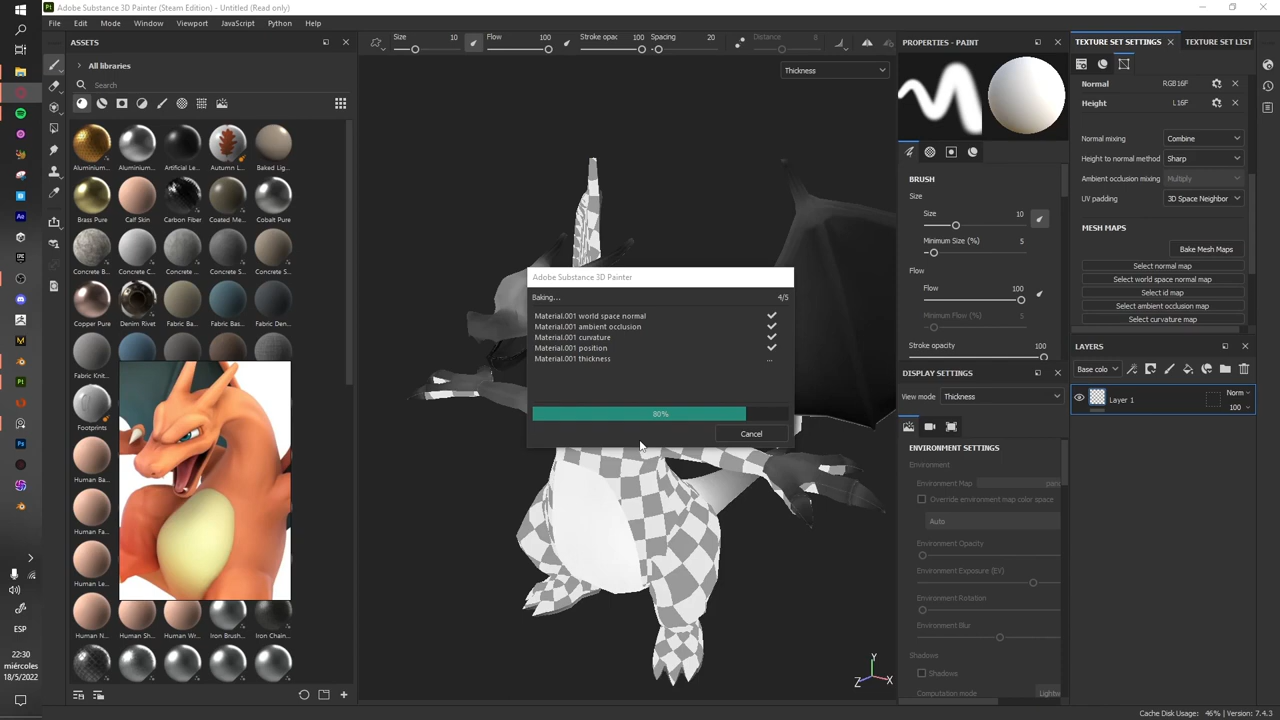 Adobe Substance 3D Painter (Steam Edition) - Untitled (Read only)
File Edit Mode Window Viewport JavaScript Python Help
ASSETS
All libraries
Search
Aluminium... Aluminium... Artificial Le... Autumn L... Baked Lig...
Brass Pure Calf Skin Carbon Fiber Coated Me... Cobalt Pure
Concrete B... Concrete C... Concrete ... Concrete ... Concrete S...
Copper Pure Denim Rivet Fabric Ba... Fabric Bas... Fabric Den...
Fabric Knit...
Footprints
Human Ba...
Human Fa...
Human Le...
Human N... Human Sh... Human Wr... Iron Brush... Iron Chain...
Size 10 Flow 100 Stroke opac 100 Spacing 20 Distance 8
Thickness
Adobe Substance 3D Painter
Baking... 4/5
Material.001 world space normal
Material.001 ambient occlusion
Material.001 curvature
Material.001 position
Material.001 thickness ...
80%
Cancel
Y
Z X
PROPERTIES - PAINT
BRUSH
Size
Size 10
Minimum Size (%) 5
Flow
Flow 100
Minimum Flow (%) 5
Stroke opacity 100
DISPLAY SETTINGS
View mode Thickness
ENVIRONMENT SETTINGS
Environment
Environment Map pano
Override environment map color space
Auto
Environment Opacity
Environment Exposure (EV)
Environment Rotation
Environment Blur
Shadows
Shadows
Computation mode Lightw
TEXTURE SET SETTINGS TEXTURE SET LIST
Normal RGB16F
Height L16F
Normal mixing Combine
Height to normal method Sharp
Ambient occlusion mixing Multiply
UV padding 3D Space Neighbor
MESH MAPS
Bake Mesh Maps
Select normal map
Select world space normal map
Select id map
Select ambient occlusion map
Select curvature map
LAYERS
Base colo
Layer 1 Norm
100
Cache Disk Usage: 46% | Version: 7.4.3
ESP
22:30
miércoles
18/5/2022